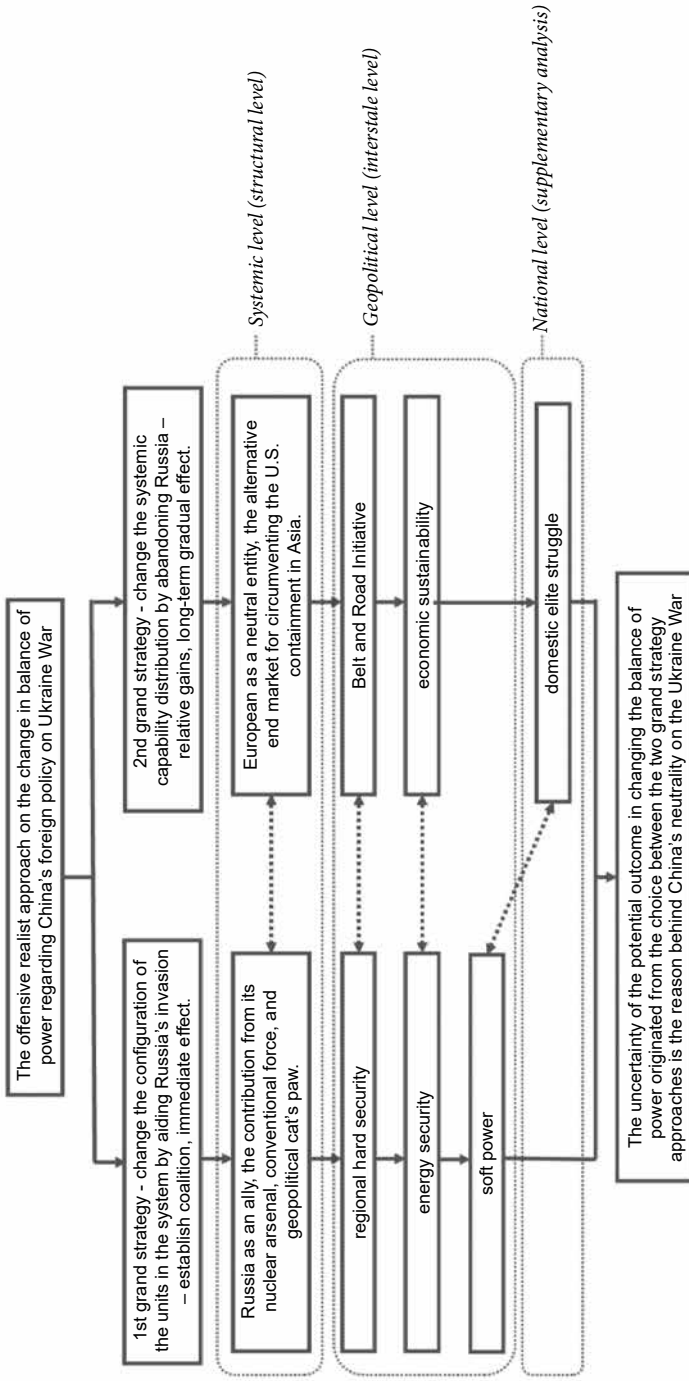 The offensive realist approach on the change in balance of
power regarding China's foreign policy on Ukraine War
1st grand strategy - change the configuration of
the units in the system by aiding Russia's invasion
– establish coalition, immediate effect.
2nd grand strategy - change the systemic
capability distribution by abandoning Russia –
relative gains, long-term gradual effect.
Russia as an ally, the contribution from its
nuclear arsenal, conventional force, and
geopolitical cat's paw.
European as a neutral entity, the alternative
end market for circumventing the U.S.
containment in Asia.
Systemic level (structural level)
regional hard security
Belt and Road Initiative
Geopolitical level (interstale level)
energy security
economic sustainability
soft power
domestic elite struggle
National level (supplementary analysis)
The uncertainty of the potential outcome in changing the balance of
power originated from the choice between the two grand strategy
approaches is the reason behind China's neutrality on the Ukraine War